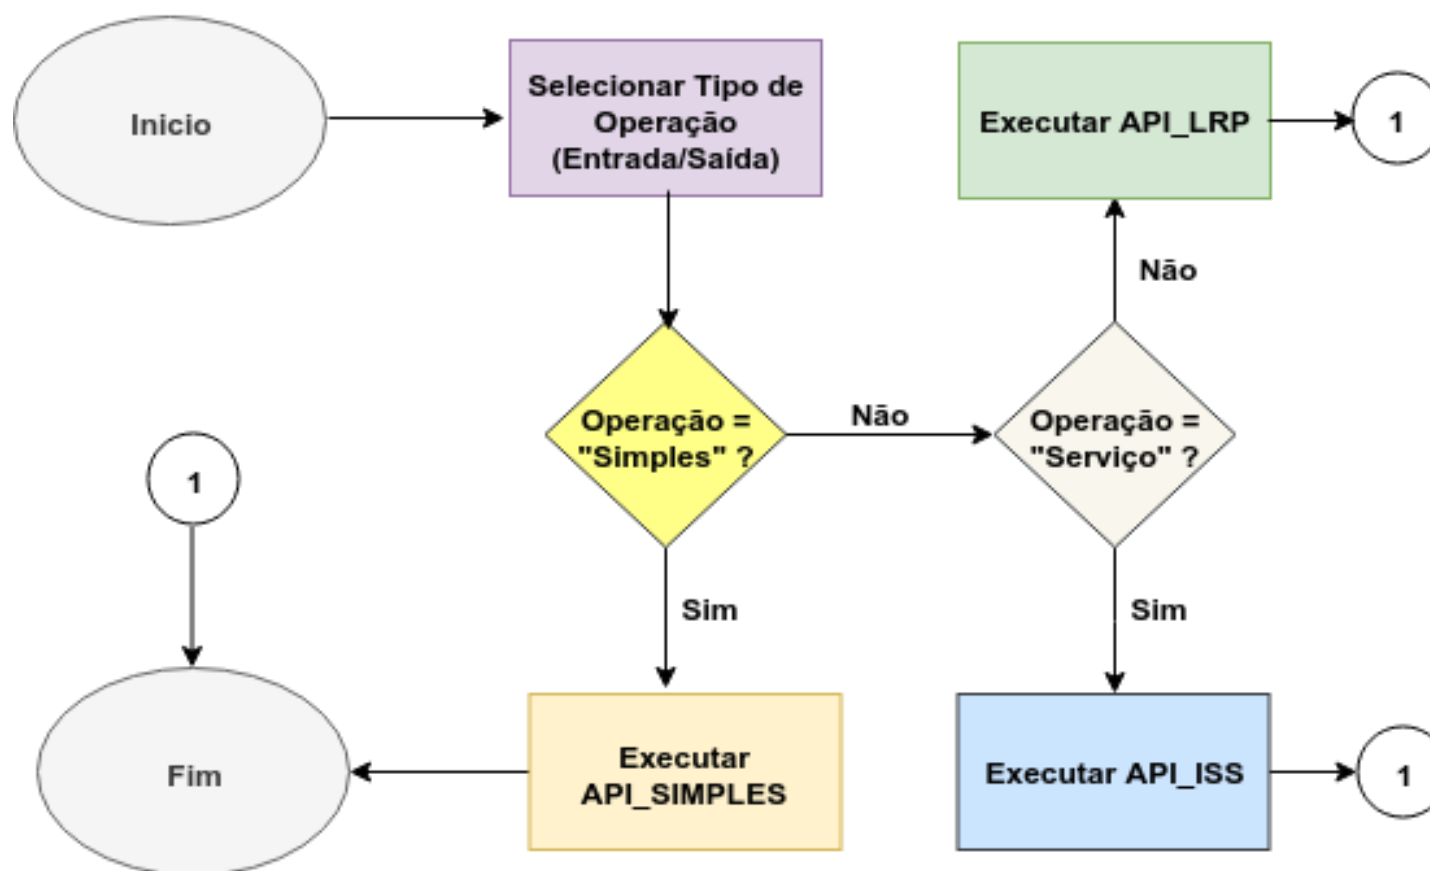 Inicio
Selecionar Tipo de
Operação
(Entrada/Saída)
Executar API_LRP
1
Não
Operação =
"Simples" ?
Não
Operação =
"Serviço" ?
1
Sim
Sim
Fim
Executar
API_SIMPLES
Executar API_ISS
1